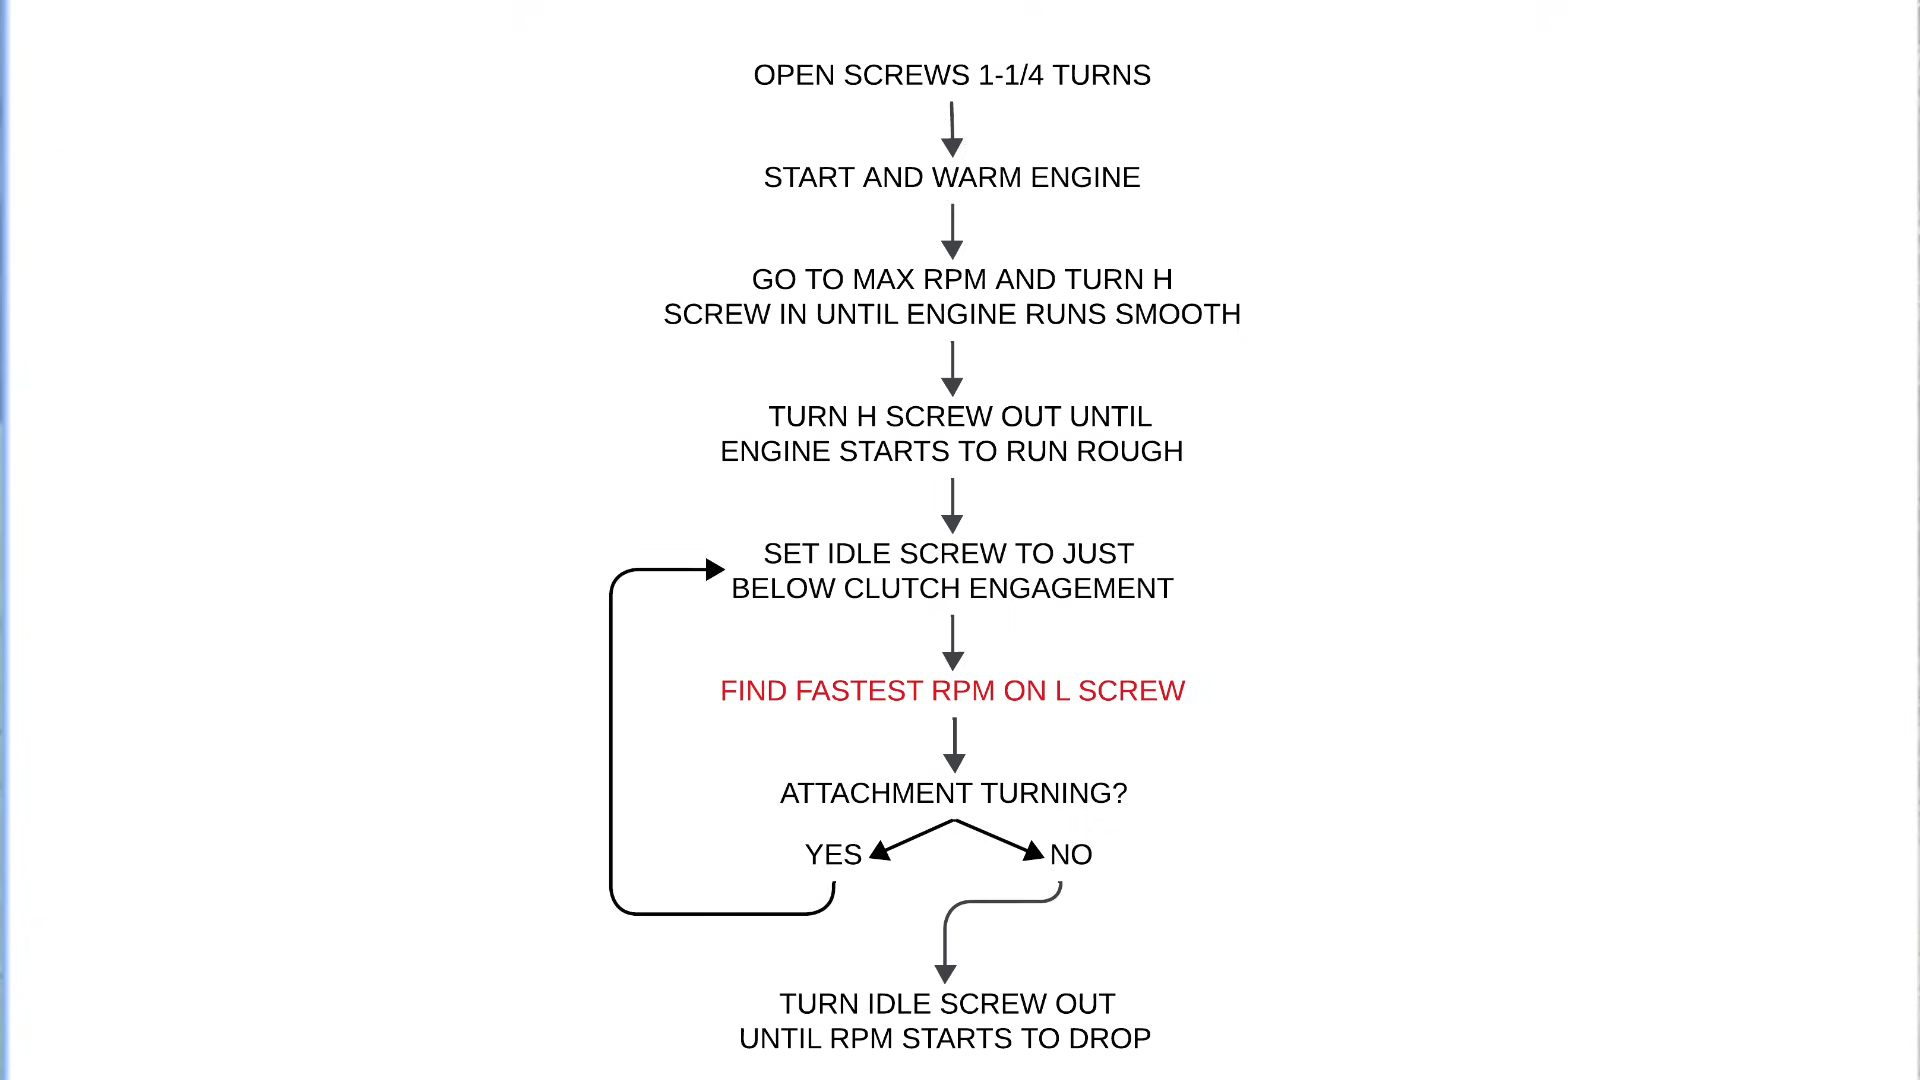 OPEN SCREWS 1-1/4 TURNS
START AND WARM ENGINE
GO TO MAX RPM AND TURN H
SCREW IN UNTIL ENGINE RUNS SMOOTH
TURN H SCREW OUT UNTIL
ENGINE STARTS TO RUN ROUGH
SET IDLE SCREW TO JUST
BELOW CLUTCH ENGAGEMENT
FIND FASTEST RPM ON L SCREW
ATTACHMENT TURNING?
YES
NO
TURN IDLE SCREW OUT
UNTIL RPM STARTS TO DROP